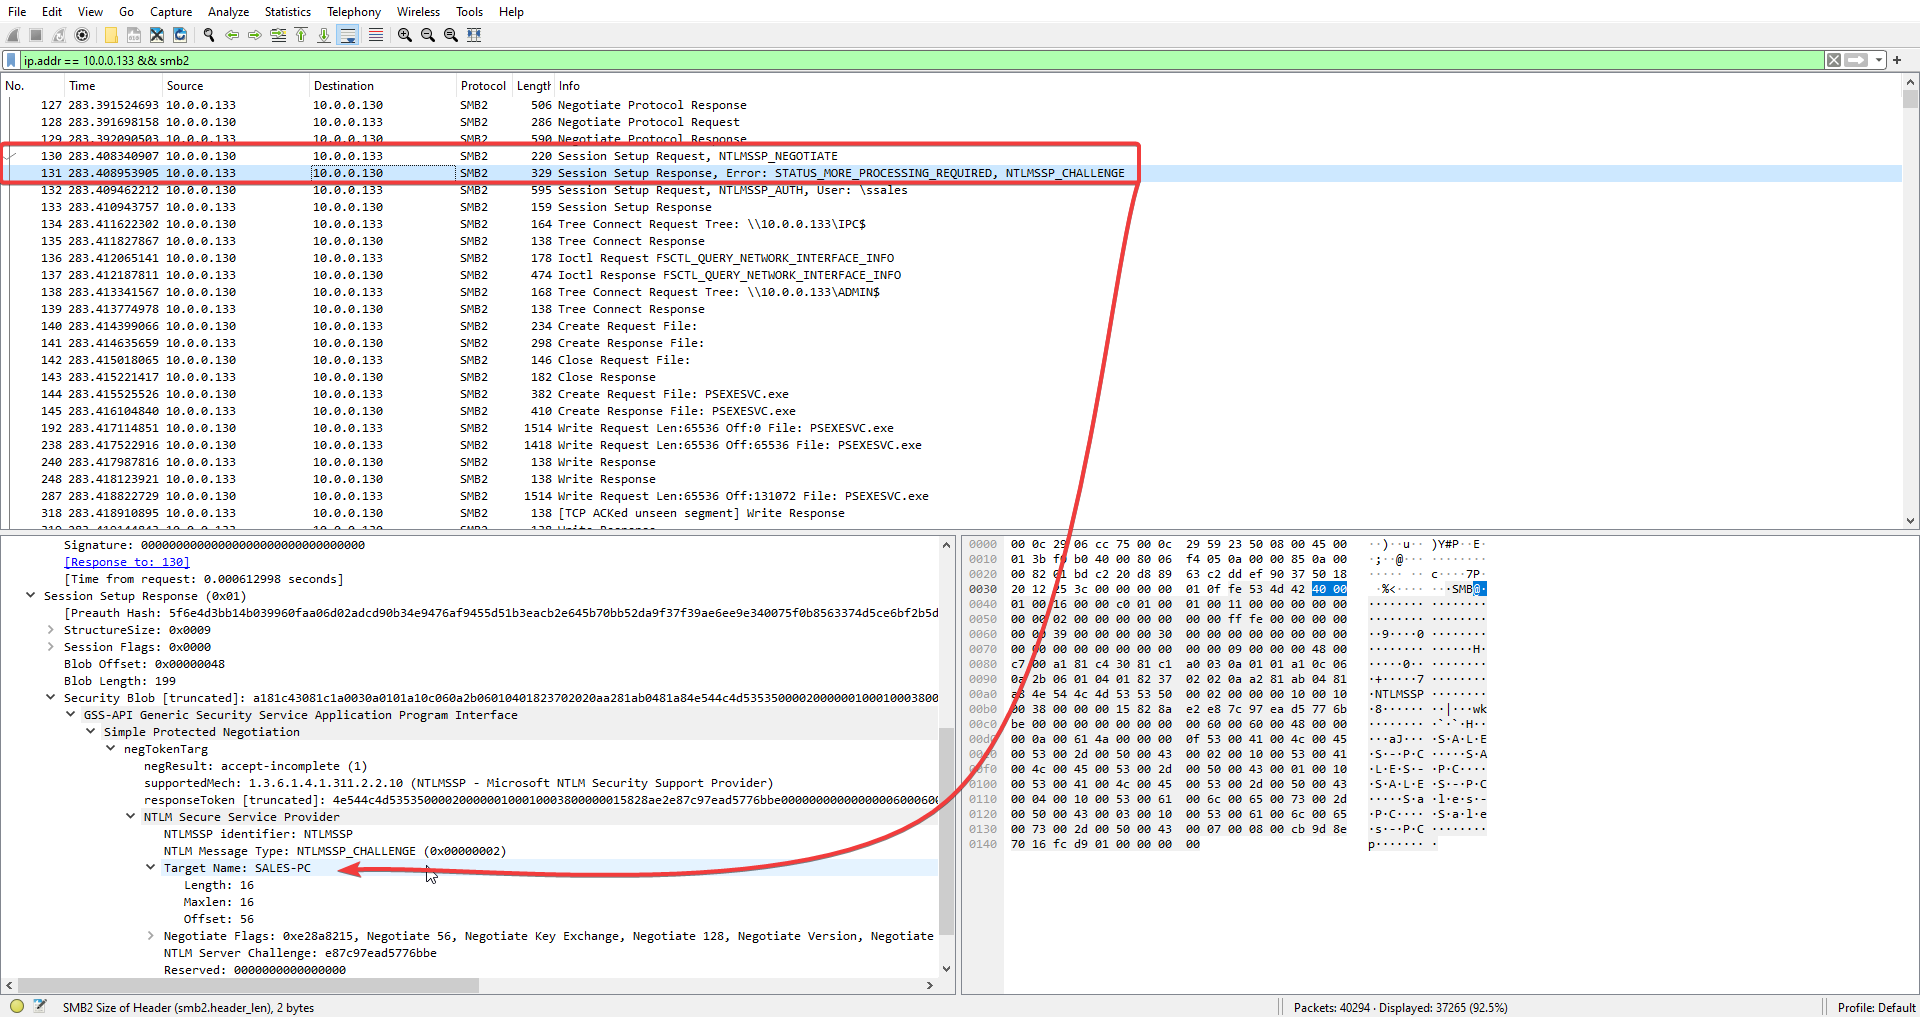 File Edit View Go Capture Analyze Statistics Telephony Wireless Tools Help
ip.addr == 10.0.0.133 && smb2
No. Time Source Destination Protocol Length Info
127 283.391524693 10.0.0.133 10.0.0.130 SMB2 506 Negotiate Protocol Response
128 283.391698158 10.0.0.130 10.0.0.133 SMB2 286 Negotiate Protocol Request
129 283.392090503 10.0.0.133 10.0.0.130 SMB2 590 Negotiate Protocol Response
130 283.408340907 10.0.0.130 10.0.0.133 SMB2 220 Session Setup Request, NTLMSSP_NEGOTIATE
131 283.408953905 10.0.0.133 10.0.0.130 SMB2 329 Session Setup Response, Error: STATUS_MORE_PROCESSING_REQUIRED, NTLMSSP_CHALLENGE
132 283.409462212 10.0.0.130 10.0.0.133 SMB2 595 Session Setup Request, NTLMSSP_AUTH, User: \ssales
133 283.410943757 10.0.0.133 10.0.0.130 SMB2 159 Session Setup Response
134 283.411622302 10.0.0.130 10.0.0.133 SMB2 164 Tree Connect Request Tree: \\10.0.0.133\IPC$
135 283.411827867 10.0.0.133 10.0.0.130 SMB2 138 Tree Connect Response
136 283.412065141 10.0.0.130 10.0.0.133 SMB2 178 Ioctl Request FSCTL_QUERY_NETWORK_INTERFACE_INFO
137 283.412187811 10.0.0.133 10.0.0.130 SMB2 474 Ioctl Response FSCTL_QUERY_NETWORK_INTERFACE_INFO
138 283.413341567 10.0.0.130 10.0.0.133 SMB2 168 Tree Connect Request Tree: \\10.0.0.133\ADMIN$
139 283.413774978 10.0.0.133 10.0.0.130 SMB2 138 Tree Connect Response
140 283.414399066 10.0.0.130 10.0.0.133 SMB2 234 Create Request File:
141 283.414635659 10.0.0.133 10.0.0.130 SMB2 298 Create Response File:
142 283.415018065 10.0.0.130 10.0.0.133 SMB2 146 Close Request File:
143 283.415221417 10.0.0.133 10.0.0.130 SMB2 182 Close Response
144 283.415525526 10.0.0.130 10.0.0.133 SMB2 382 Create Request File: PSEXESVC.exe
145 283.416104840 10.0.0.133 10.0.0.130 SMB2 410 Create Response File: PSEXESVC.exe
192 283.417114851 10.0.0.130 10.0.0.133 SMB2 1514 Write Request Len:65536 Off:0 File: PSEXESVC.exe
238 283.417522916 10.0.0.130 10.0.0.133 SMB2 1418 Write Request Len:65536 Off:65536 File: PSEXESVC.exe
240 283.417987816 10.0.0.133 10.0.0.130 SMB2 138 Write Response
248 283.418123921 10.0.0.133 10.0.0.130 SMB2 138 Write Response
287 283.418822729 10.0.0.130 10.0.0.133 SMB2 1514 Write Request Len:65536 Off:131072 File: PSEXESVC.exe
318 283.418910895 10.0.0.133 10.0.0.130 SMB2 138 [TCP ACKed unseen segment] Write Response
Signature: 00000000000000000000000000000000
[Response to: 130]
[Time from request: 0.000612998 seconds]
Session Setup Response (0x01)
[Preauth Hash: 5f6e4d3bb14b039960faa06d02adcd90b34e9476af9455d51b3eacb2e645b70bb52da9f37f39ae6ee9e340075f0b8563374d5ce6bf2b5d
StructureSize: 0x0009
Session Flags: 0x0000
Blob Offset: 0x00000048
Blob Length: 199
Security Blob [truncated]: a181c43081c1a0030a0101a10c060a2b06010401823702020aa281ab0481a84e544c4d5353500002000000100010003800
GSS-API Generic Security Service Application Program Interface
Simple Protected Negotiation
negTokenTarg
negResult: accept-incomplete (1)
supportedMech: 1.3.6.1.4.1.311.2.2.10 (NTLMSSP - Microsoft NTLM Security Support Provider)
responseToken [truncated]: 4e544c4d5353500002000000100010003800000015828ae2e87c97ead5776bbe000000000000000060006000
NTLM Secure Service Provider
NTLMSSP identifier: NTLMSSP
NTLM Message Type: NTLMSSP_CHALLENGE (0x00000002)
Target Name: SALES-PC
Length: 16
Maxlen: 16
Offset: 56
Negotiate Flags: 0xe28a8215, Negotiate 56, Negotiate Key Exchange, Negotiate 128, Negotiate Version, Negotiate
NTLM Server Challenge: e87c97ead5776bbe
Reserved: 0000000000000000
0000 00 0c 29 06 cc 75 00 0c 29 59 23 50 08 00 45 00 ··)··u··)Y#P··E·
0010 01 3b f0 b0 40 00 80 06 f4 05 0a 00 00 85 0a 00 ·;··@···
0020 00 82 01 bd c2 20 d8 89 63 c2 dd ef 90 37 50 18 c····7P·
0030 20 12 25 3c 00 00 00 00 01 0f fe 53 4d 42 40 00 ·%<···· ···SMB@·
0040 01 00 16 00 00 c0 01 00 01 00 11 00 00 00 00 00
0050 00 00 02 00 00 00 00 00 00 00 ff fe 00 00 00 00
0060 00 00 39 00 00 00 00 30 00 00 00 00 00 00 00 00 ··9····0
0070 00 00 00 00 00 00 00 00 00 00 09 00 00 00 48 00 ······H·
0080 c7 00 a1 81 c4 30 81 c1 a0 03 0a 01 01 a1 0c 06 ·····0··
0090 0a 2b 06 01 04 01 82 37 02 02 0a a2 81 ab 04 81 ·+·····7
00a0 a8 4e 54 4c 4d 53 53 50 00 02 00 00 00 10 00 10 ·NTLMSSP
00b0 00 38 00 00 00 15 82 8a e2 e8 7c 97 ea d5 77 6b ·8······ ··|···wk
00c0 be 00 00 00 00 00 00 00 00 60 00 60 00 48 00 00 ·`·`·H··
00d0 00 0a 00 61 4a 00 00 00 0f 53 00 41 00 4c 00 45 ···aJ··· ·S·A·L·E
00e0 00 53 00 2d 00 50 00 43 00 02 00 10 00 53 00 41 ·S·-·P·C ·····S·A
00f0 00 4c 00 45 00 53 00 2d 00 50 00 43 00 01 00 10 ·L·E·S·- ·P·C····
0100 00 53 00 41 00 4c 00 45 00 53 00 2d 00 50 00 43 ·S·A·L·E ·S·-·P·C
0110 00 04 00 10 00 53 00 61 00 6c 00 65 00 73 00 2d ·····S·a ·l·e·s·-
0120 00 50 00 43 00 03 00 10 00 53 00 61 00 6c 00 65 ·P·C···· ·S·a·l·e
0130 00 73 00 2d 00 50 00 43 00 07 00 08 00 cb 9d 8e ·s·-·P·C
0140 70 16 fc d9 01 00 00 00 00 p·······
SMB2 Size of Header (smb2.header_len), 2 bytes
Packets: 40294 · Displayed: 37265 (92.5%)
Profile: Default